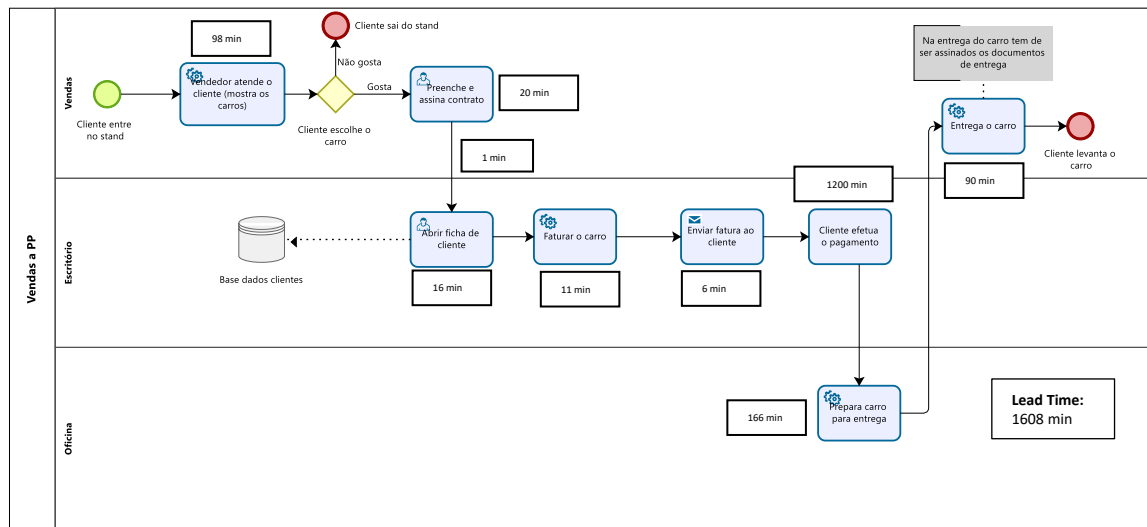 Vendas a PP
Vendas
Cliente entre
no stand
98 min
Vendedor atende o
cliente (mostra os
carros)
Cliente sai do stand
Não gosta
Gosta
Cliente escolhe o
carro
Preenche e
assina contrato
20 min
1 min
Na entrega do carro tem de
ser assinados os documentos
de entrega
Entrega o carro
90 min
Cliente levanta o
carro
Escritório
Base dados clientes
Abrir ficha de
cliente
16 min
Faturar o carro
11 min
Enviar fatura ao
cliente
6 min
1200 min
Cliente efetua
o pagamento
Oficina
166 min
Prepara carro
para entrega
Lead Time:
1608 min